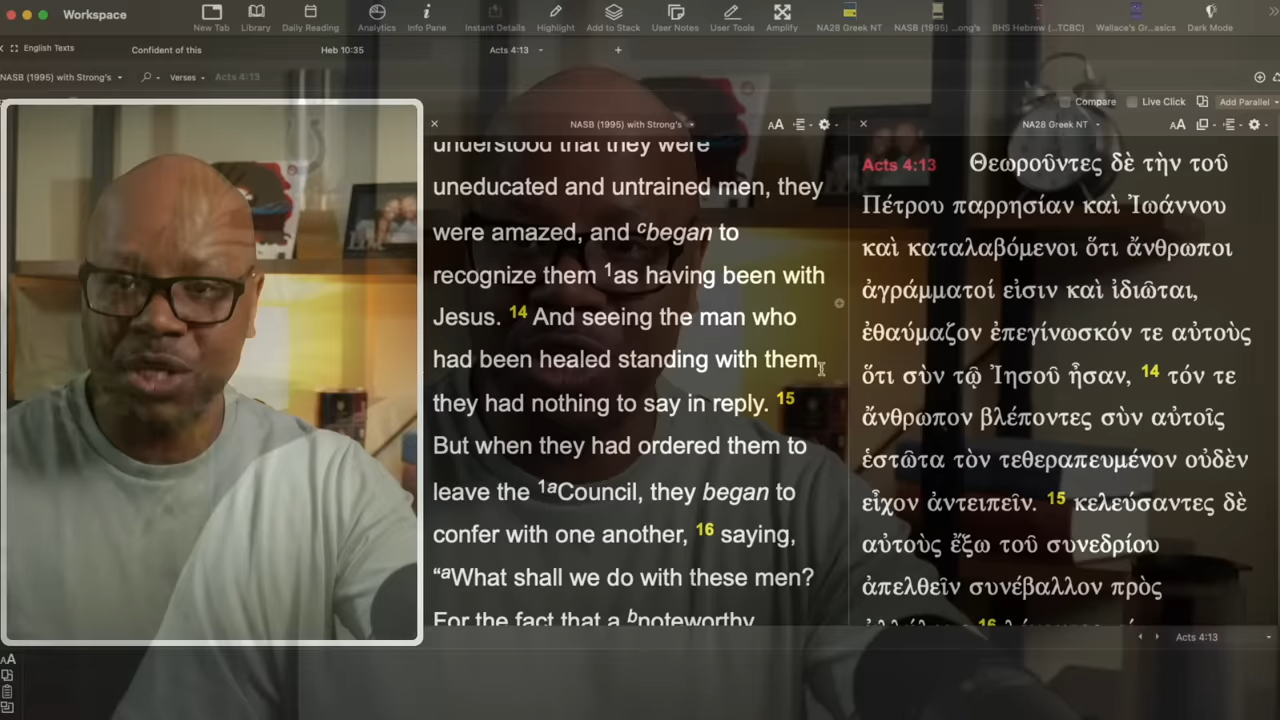 Workspace
New Tab
Library
Daily Reading
Analytics
Info Pane
Instant Details
Highlight
Add to Stack
User Notes
User Tools
Amplify
NA28 Greek NT
NASB (1995) ...ong's
BHS Hebrew (...TCBC)
Wallace's Gr...asics
Dark Mode
English Texts
Confident of this
Heb 10:35
Acts 4:13
NASB (1995) with Strong's
Verses
Acts 4:13
Compare
Live Click
Add Parallel
NASB (1995) with Strong's
AA
understood that they were
uneducated and untrained men, they
were amazed, and cbegan to
recognize them 1as having been with
Jesus. 14 And seeing the man who
had been healed standing with them,
they had nothing to say in reply. 15
But when they had ordered them to
leave the 1aCouncil, they began to
confer with one another, 16 saying,
“aWhat shall we do with these men?
For the fact that a bnoteworthy
NA28 Greek NT
AA
Acts 4:13 Θεωροῦντες δὲ τὴν τοῦ
Πέτρου παρρησίαν καὶ Ἰωάννου
καὶ καταλαβόμενοι ὅτι ἄνθρωποι
ἀγράμματοί εἰσιν καὶ ἰδιῶται,
ἐθαύμαζον ἐπεγίνωσκόν τε αὐτοὺς
ὅτι σὺν τῷ Ἰησοῦ ἦσαν, 14 τόν τε
ἄνθρωπον βλέποντες σὺν αὐτοῖς
ἑστῶτα τὸν τεθεραπευμένον οὐδὲν
εἶχον ἀντειπεῖν. 15 κελεύσαντες δὲ
αὐτοὺς ἔξω τοῦ συνεδρίου
ἀπελθεῖν συνέβαλλον πρὸς
16
Acts 4:13
AA